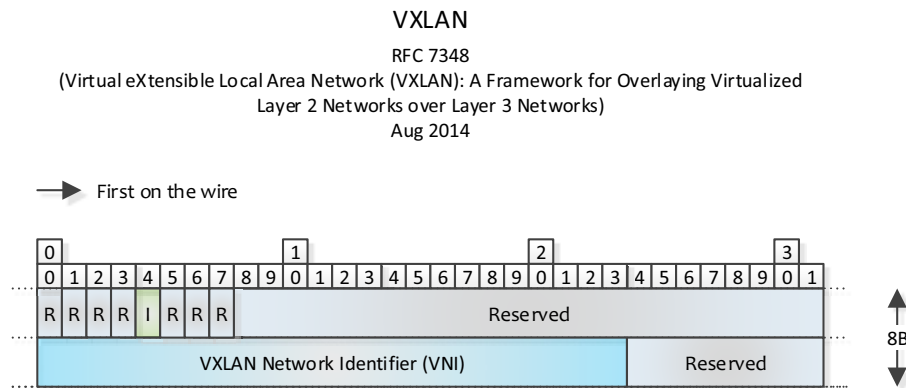 VXLAN
RFC 7348
(Virtual eXtensible Local Area Network (VXLAN): A Framework for Overlaying Virtualized
Layer 2 Networks over Layer 3 Networks)
Aug 2014
First on the wire
0 1 2 3
0 1 2 3 4 5 6 7 8 9 0 1 2 3 4 5 6 7 8 9 0 1 2 3 4 5 6 7 8 9 0 1
R R R R I R R R Reserved
8B
VXLAN Network Identifier (VNI) Reserved